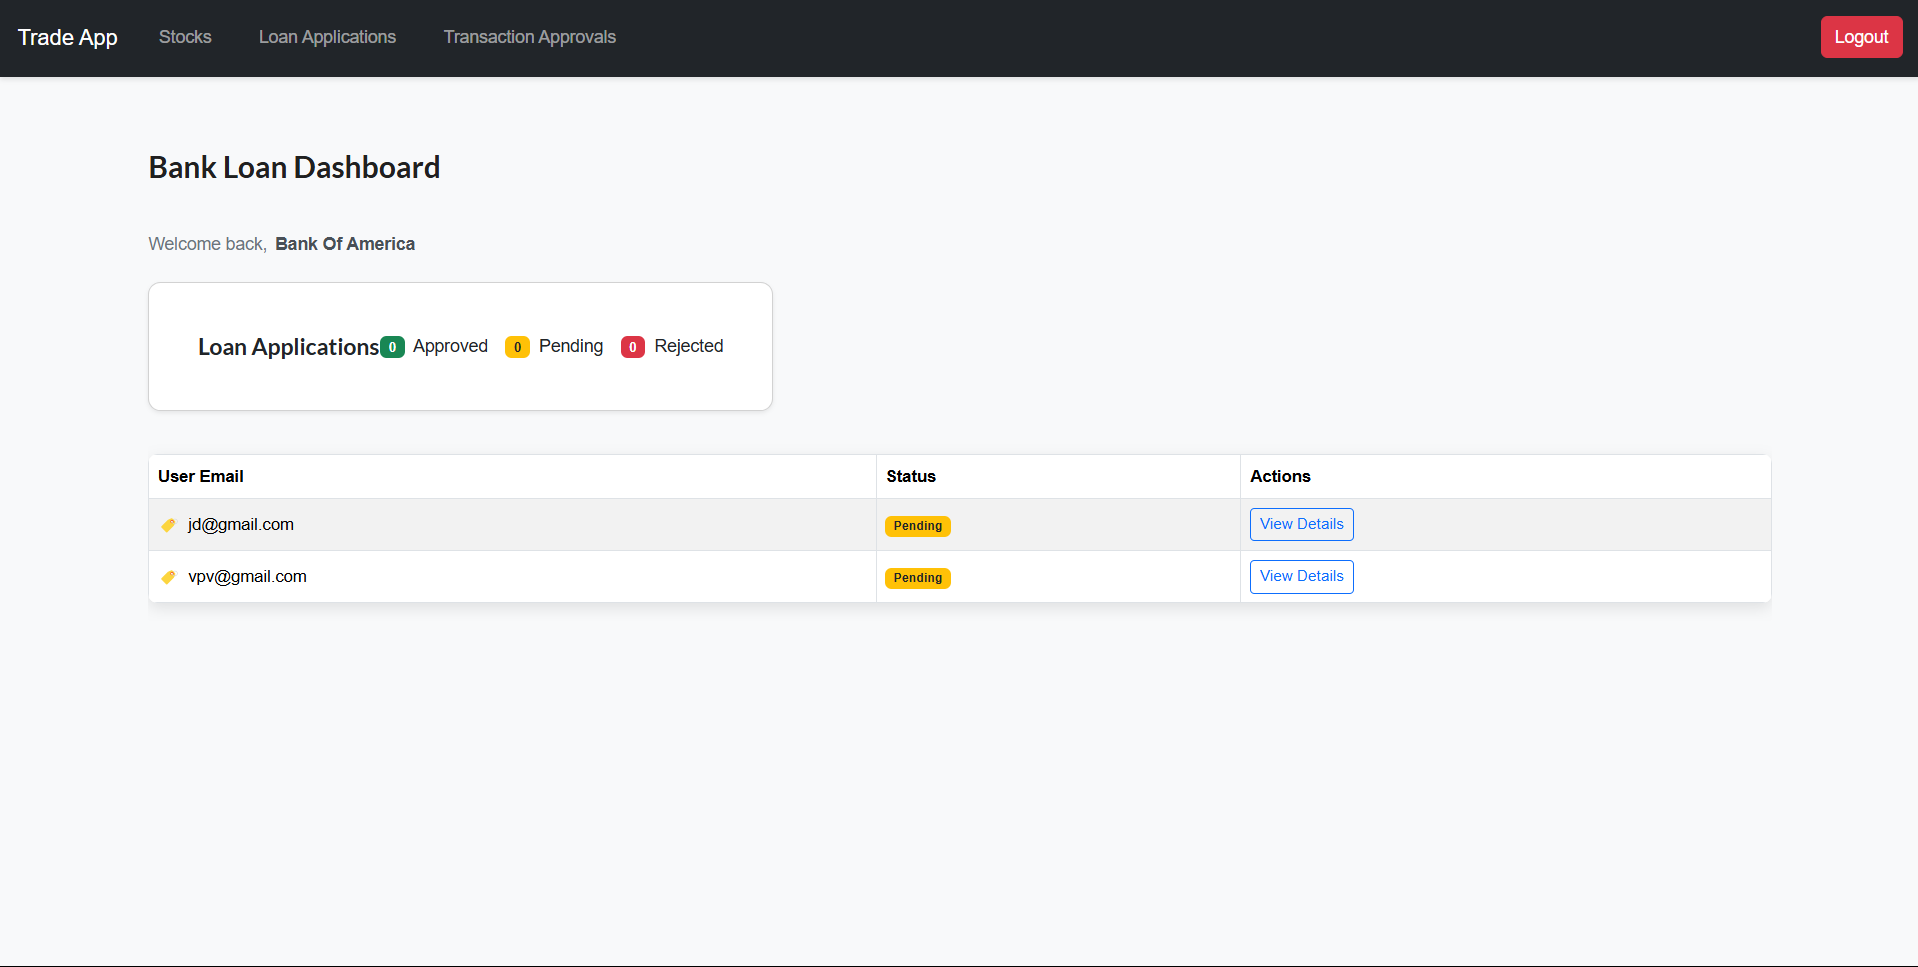 Trade App Stocks Loan Applications Transaction Approvals Logout
Bank Loan Dashboard
Welcome back, Bank Of America
Loan Applications 0 Approved 0 Pending 0 Rejected
User Email Status Actions
jd@gmail.com Pending View Details
vpv@gmail.com Pending View Details